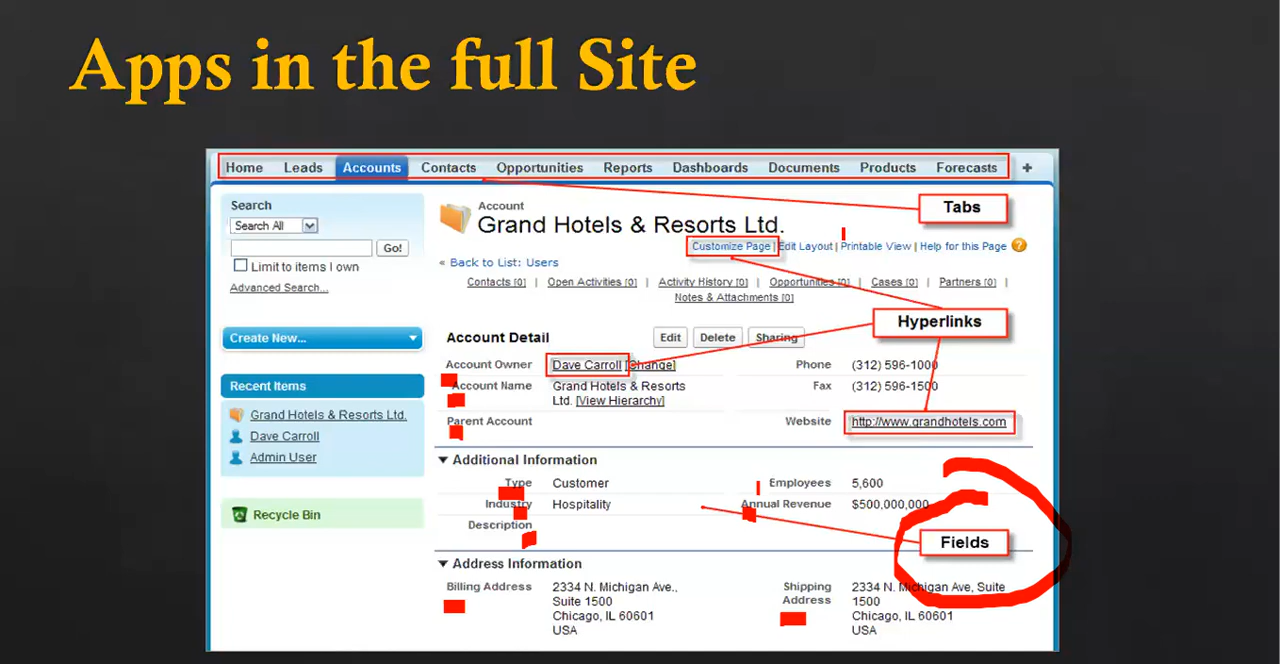 Apps in the full Site
Home Leads Accounts Contacts Opportunities Reports Dashboards Documents Products Forecasts +
Tabs
Search
Search All
Go!
Limit to items I own
Advanced Search...
Create New...
Recent Items
Grand Hotels & Resorts Ltd.
Dave Carroll
Admin User
Recycle Bin
Account
Grand Hotels & Resorts Ltd.
Customize Page | Edit Layout | Printable View | Help for this Page ?
« Back to List: Users
Contacts [0] | Open Activities [0] | Activity History [0] | Opportunities [0] | Cases [0] | Partners [0] |
Notes & Attachments [0]
Hyperlinks
Account Detail Edit Delete Sharing
Account Owner Dave Carroll [Change] Phone (312) 596-1000
Account Name Grand Hotels & Resorts Fax (312) 596-1500
Ltd. [View Hierarchy]
Parent Account Website http://www.grandhotels.com
Additional Information
Type Customer Employees 5,600
Industry Hospitality Annual Revenue $500,000,000
Description
Fields
Address Information
Billing Address 2334 N. Michigan Ave., Shipping 2334 N. Michigan Ave, Suite
Suite 1500 Address 1500
Chicago, IL 60601 Chicago, IL 60601
USA USA